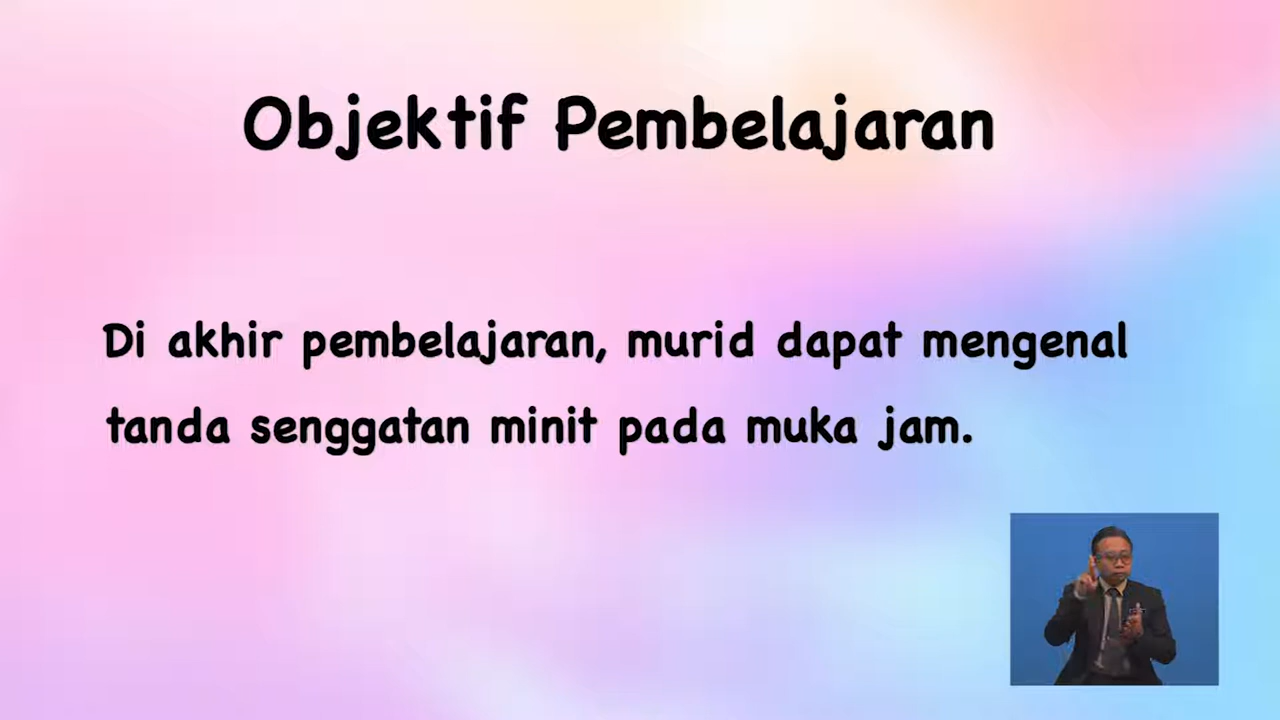 Objektif Pembelajaran
Di akhir pembelajaran, murid dapat mengenal
tanda senggatan minit pada muka jam.